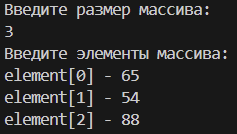 Введите размер массива:
3
Введите элементы массива:
element[0] - 65
element[1] - 54
element[2] - 88